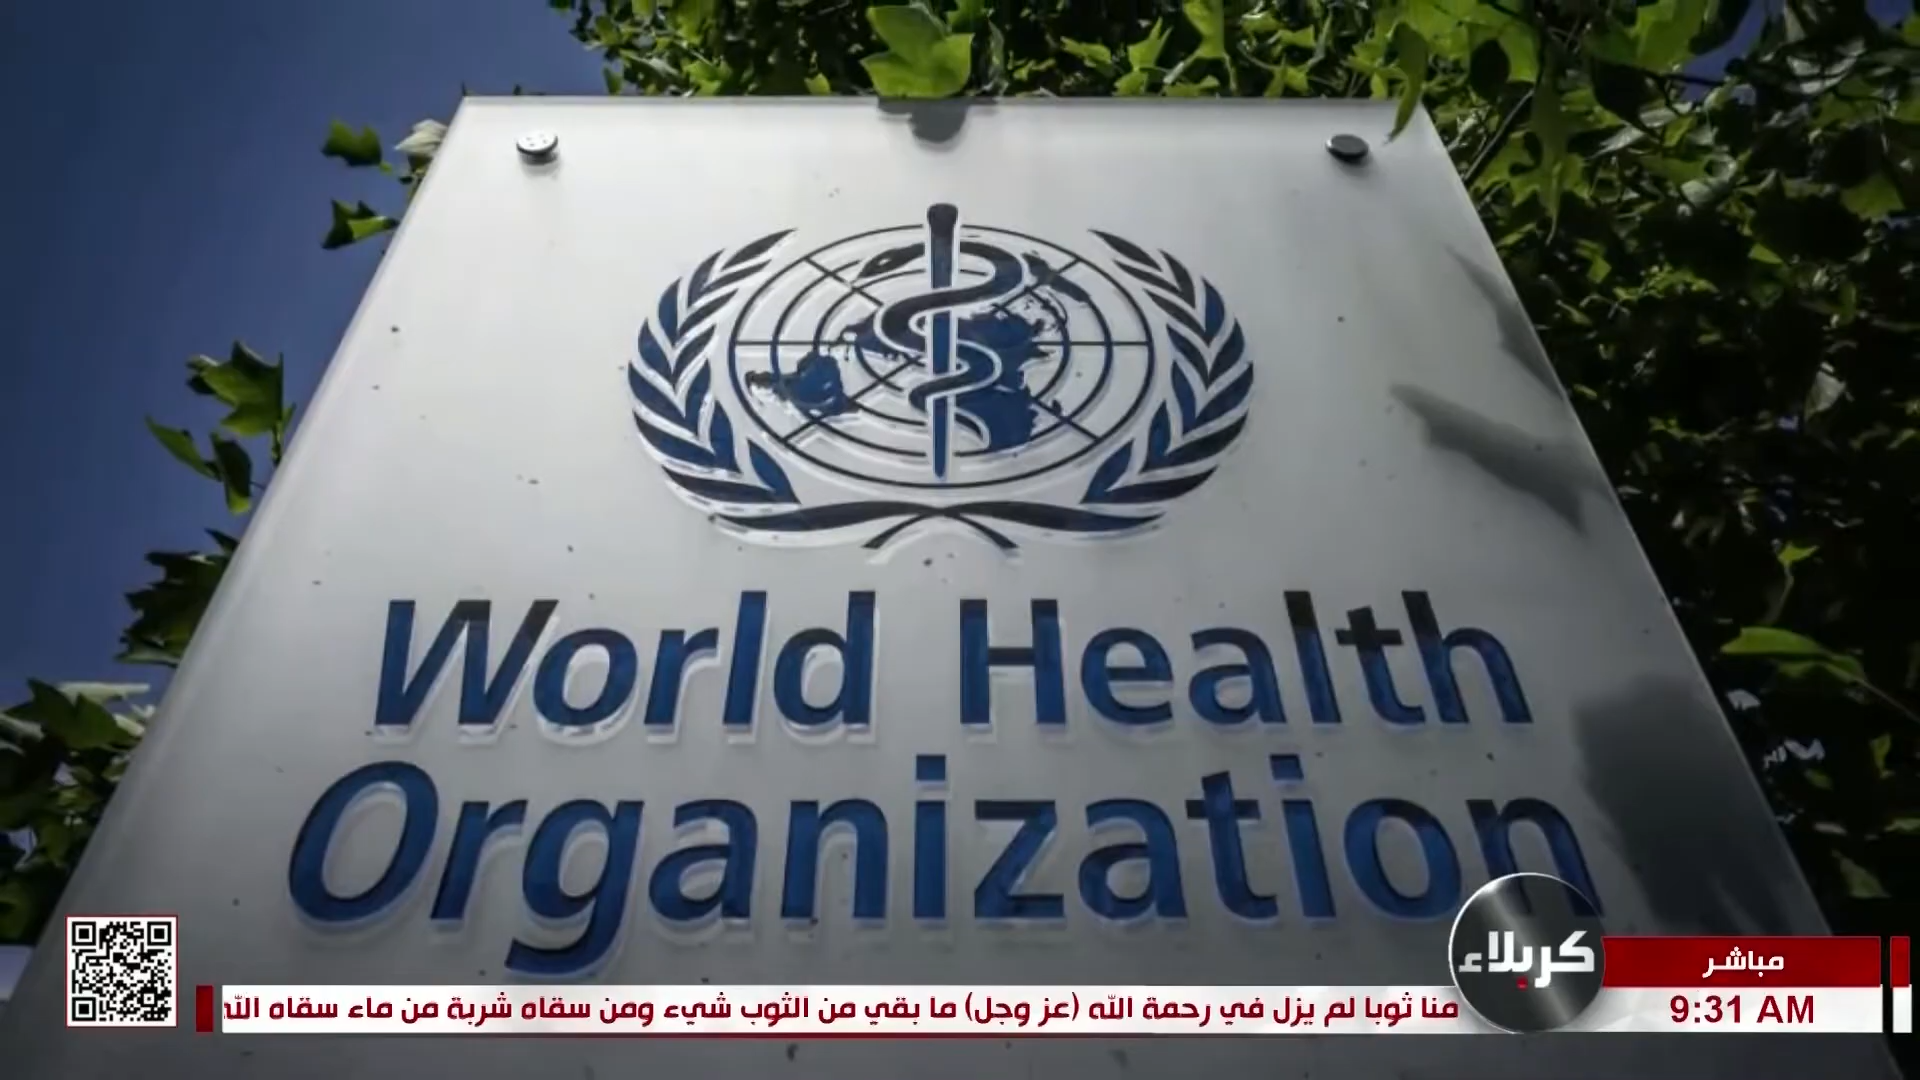 World Health
Organization
كربلاء
مباشر
9:31 AM
منا ثوبا لم يزل في رحمة الله (عز وجل) ما بقي من الثوب شيء ومن سقاه شربة من ماء سقاه الله